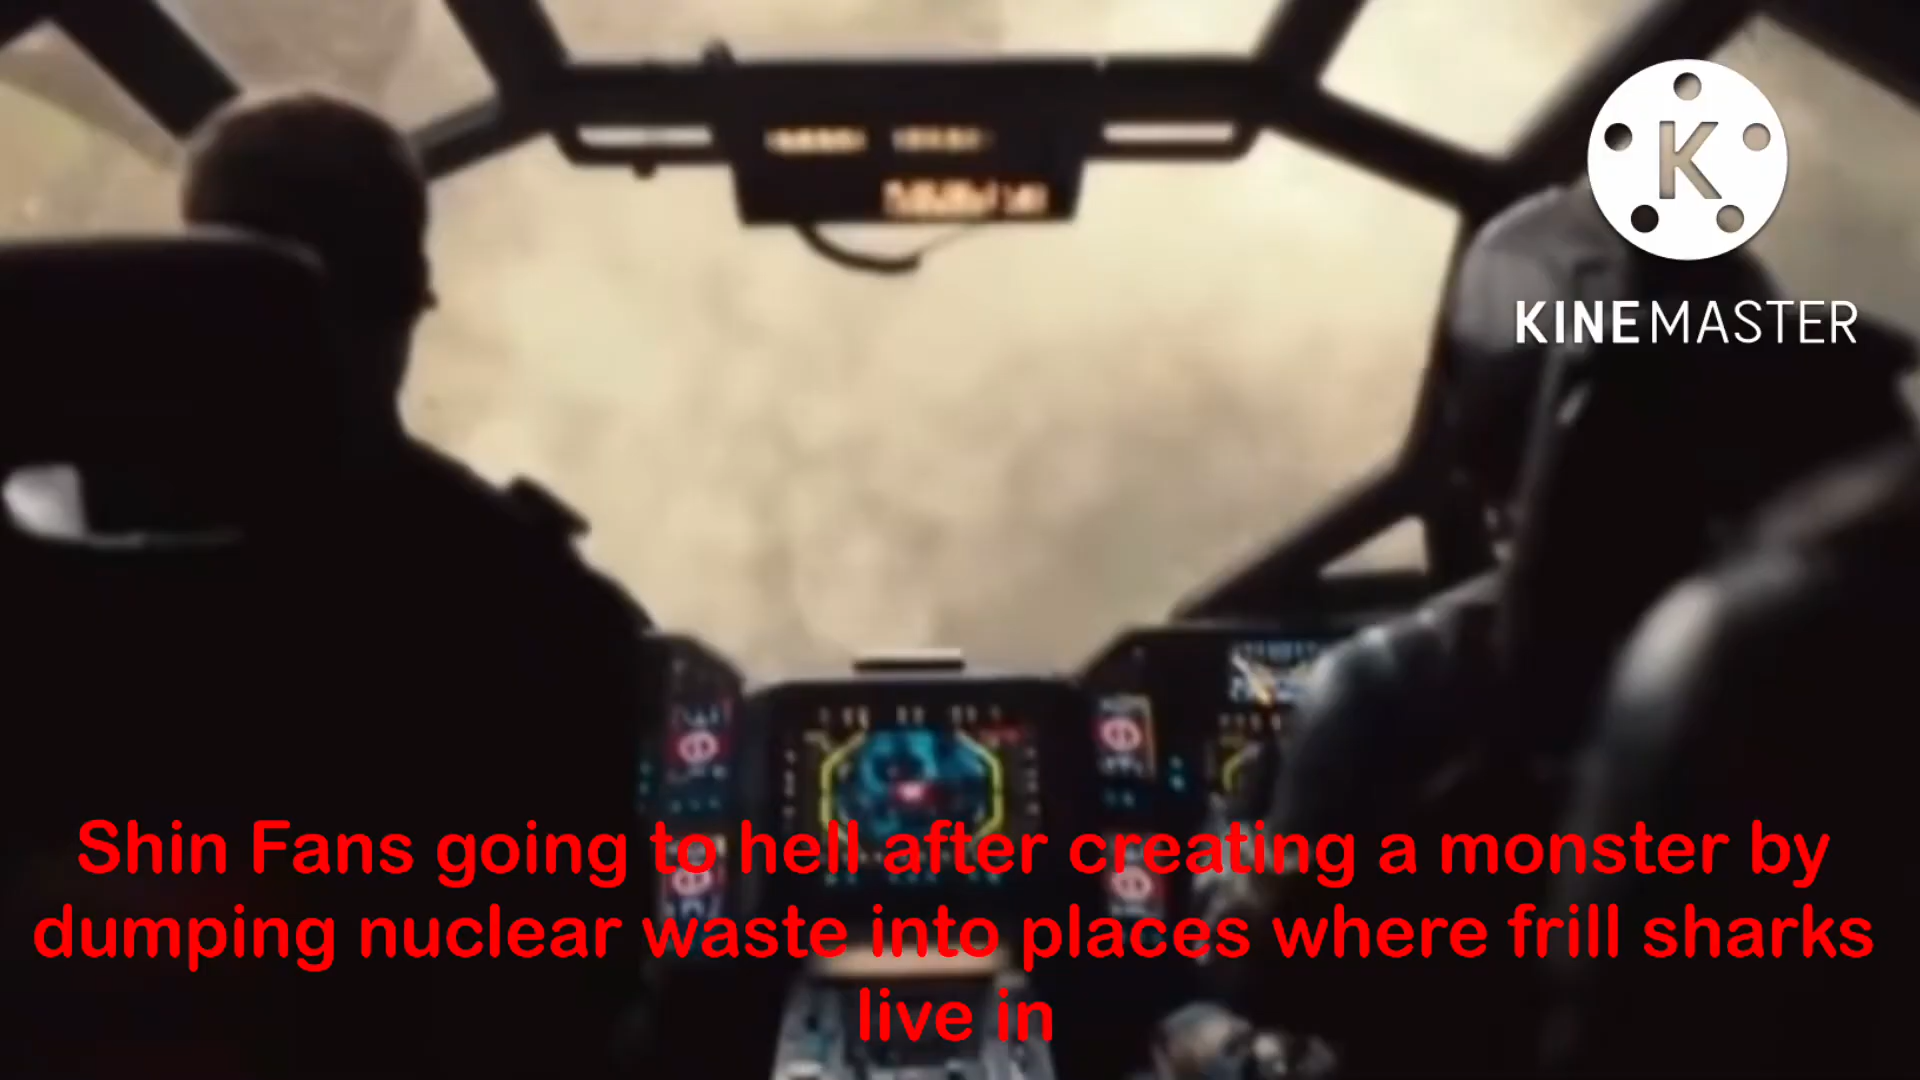 KINEMASTER
Shin Fans going to hell after creating a monster by
dumping nuclear waste into places where frill sharks
live in